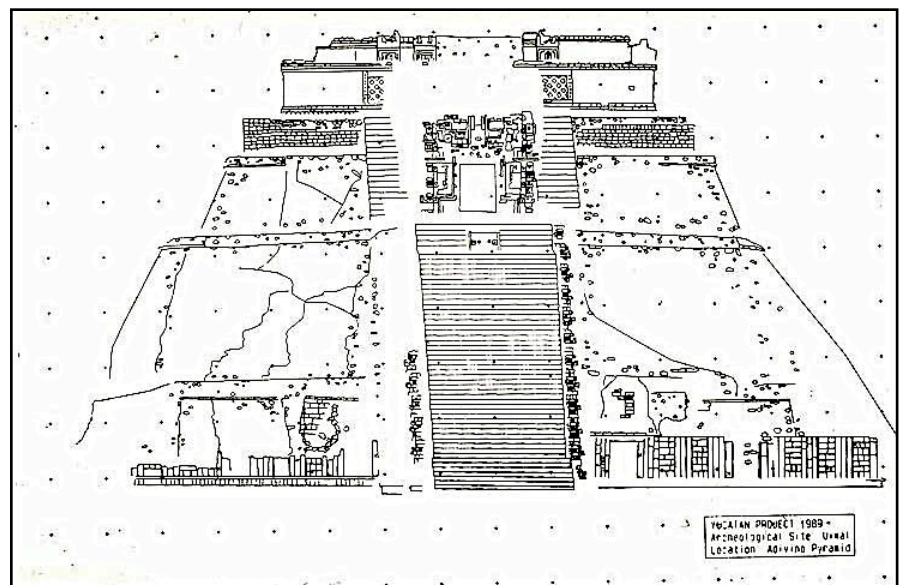 YUCATAN PROJECT 1989 -
Archeological Site Uxmal
Location Adivino Pyramid